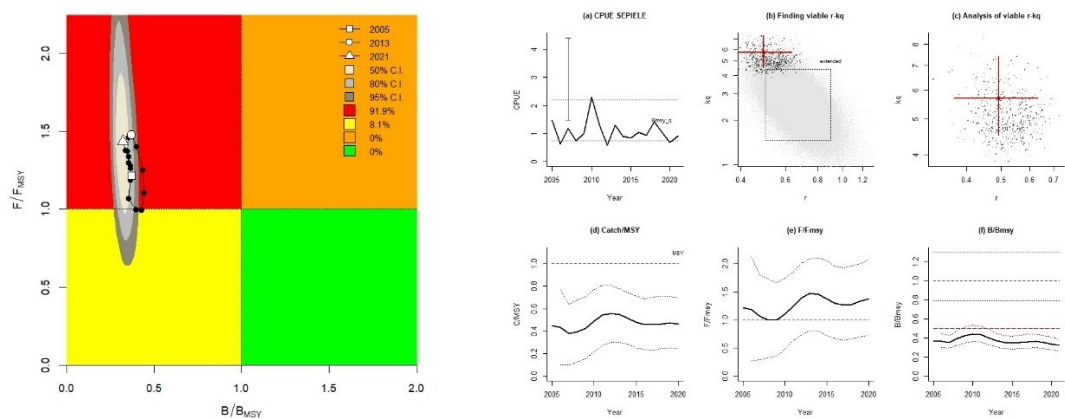 2005
2013
2021
50% C.I.
80% C.I.
95% C.I.
91.9%
8.1%
0%
0%
F/FMSY
0.0 0.5 1.0 1.5 2.0
0.0 0.5 1.0 1.5 2.0
B/BMSY
(a) CPUE SEPIELE
CPUE
0 1 2 3 4
Bmsy_q
2005 2010 2015 2020
Year
(b) Finding viable r-kq
kq
1 2 3 4 6
extended
0.4 0.6 0.8 1.0 1.2
r
(c) Analysis of viable r-kq
kq
4 5 6 7 8
0.4 0.5 0.6 0.7
r
(d) Catch/MSY
C/MSY
0.0 0.2 0.4 0.6 0.8 1.0
MSY
2005 2010 2015 2020
Year
(e) F/Fmsy
F/Fmsy
0.0 0.5 1.0 1.5 2.0
2005 2010 2015 2020
Year
(f) B/Bmsy
B/Bmsy
0.0 0.2 0.4 0.6 0.8 1.0 1.2
2005 2010 2015 2020
Year